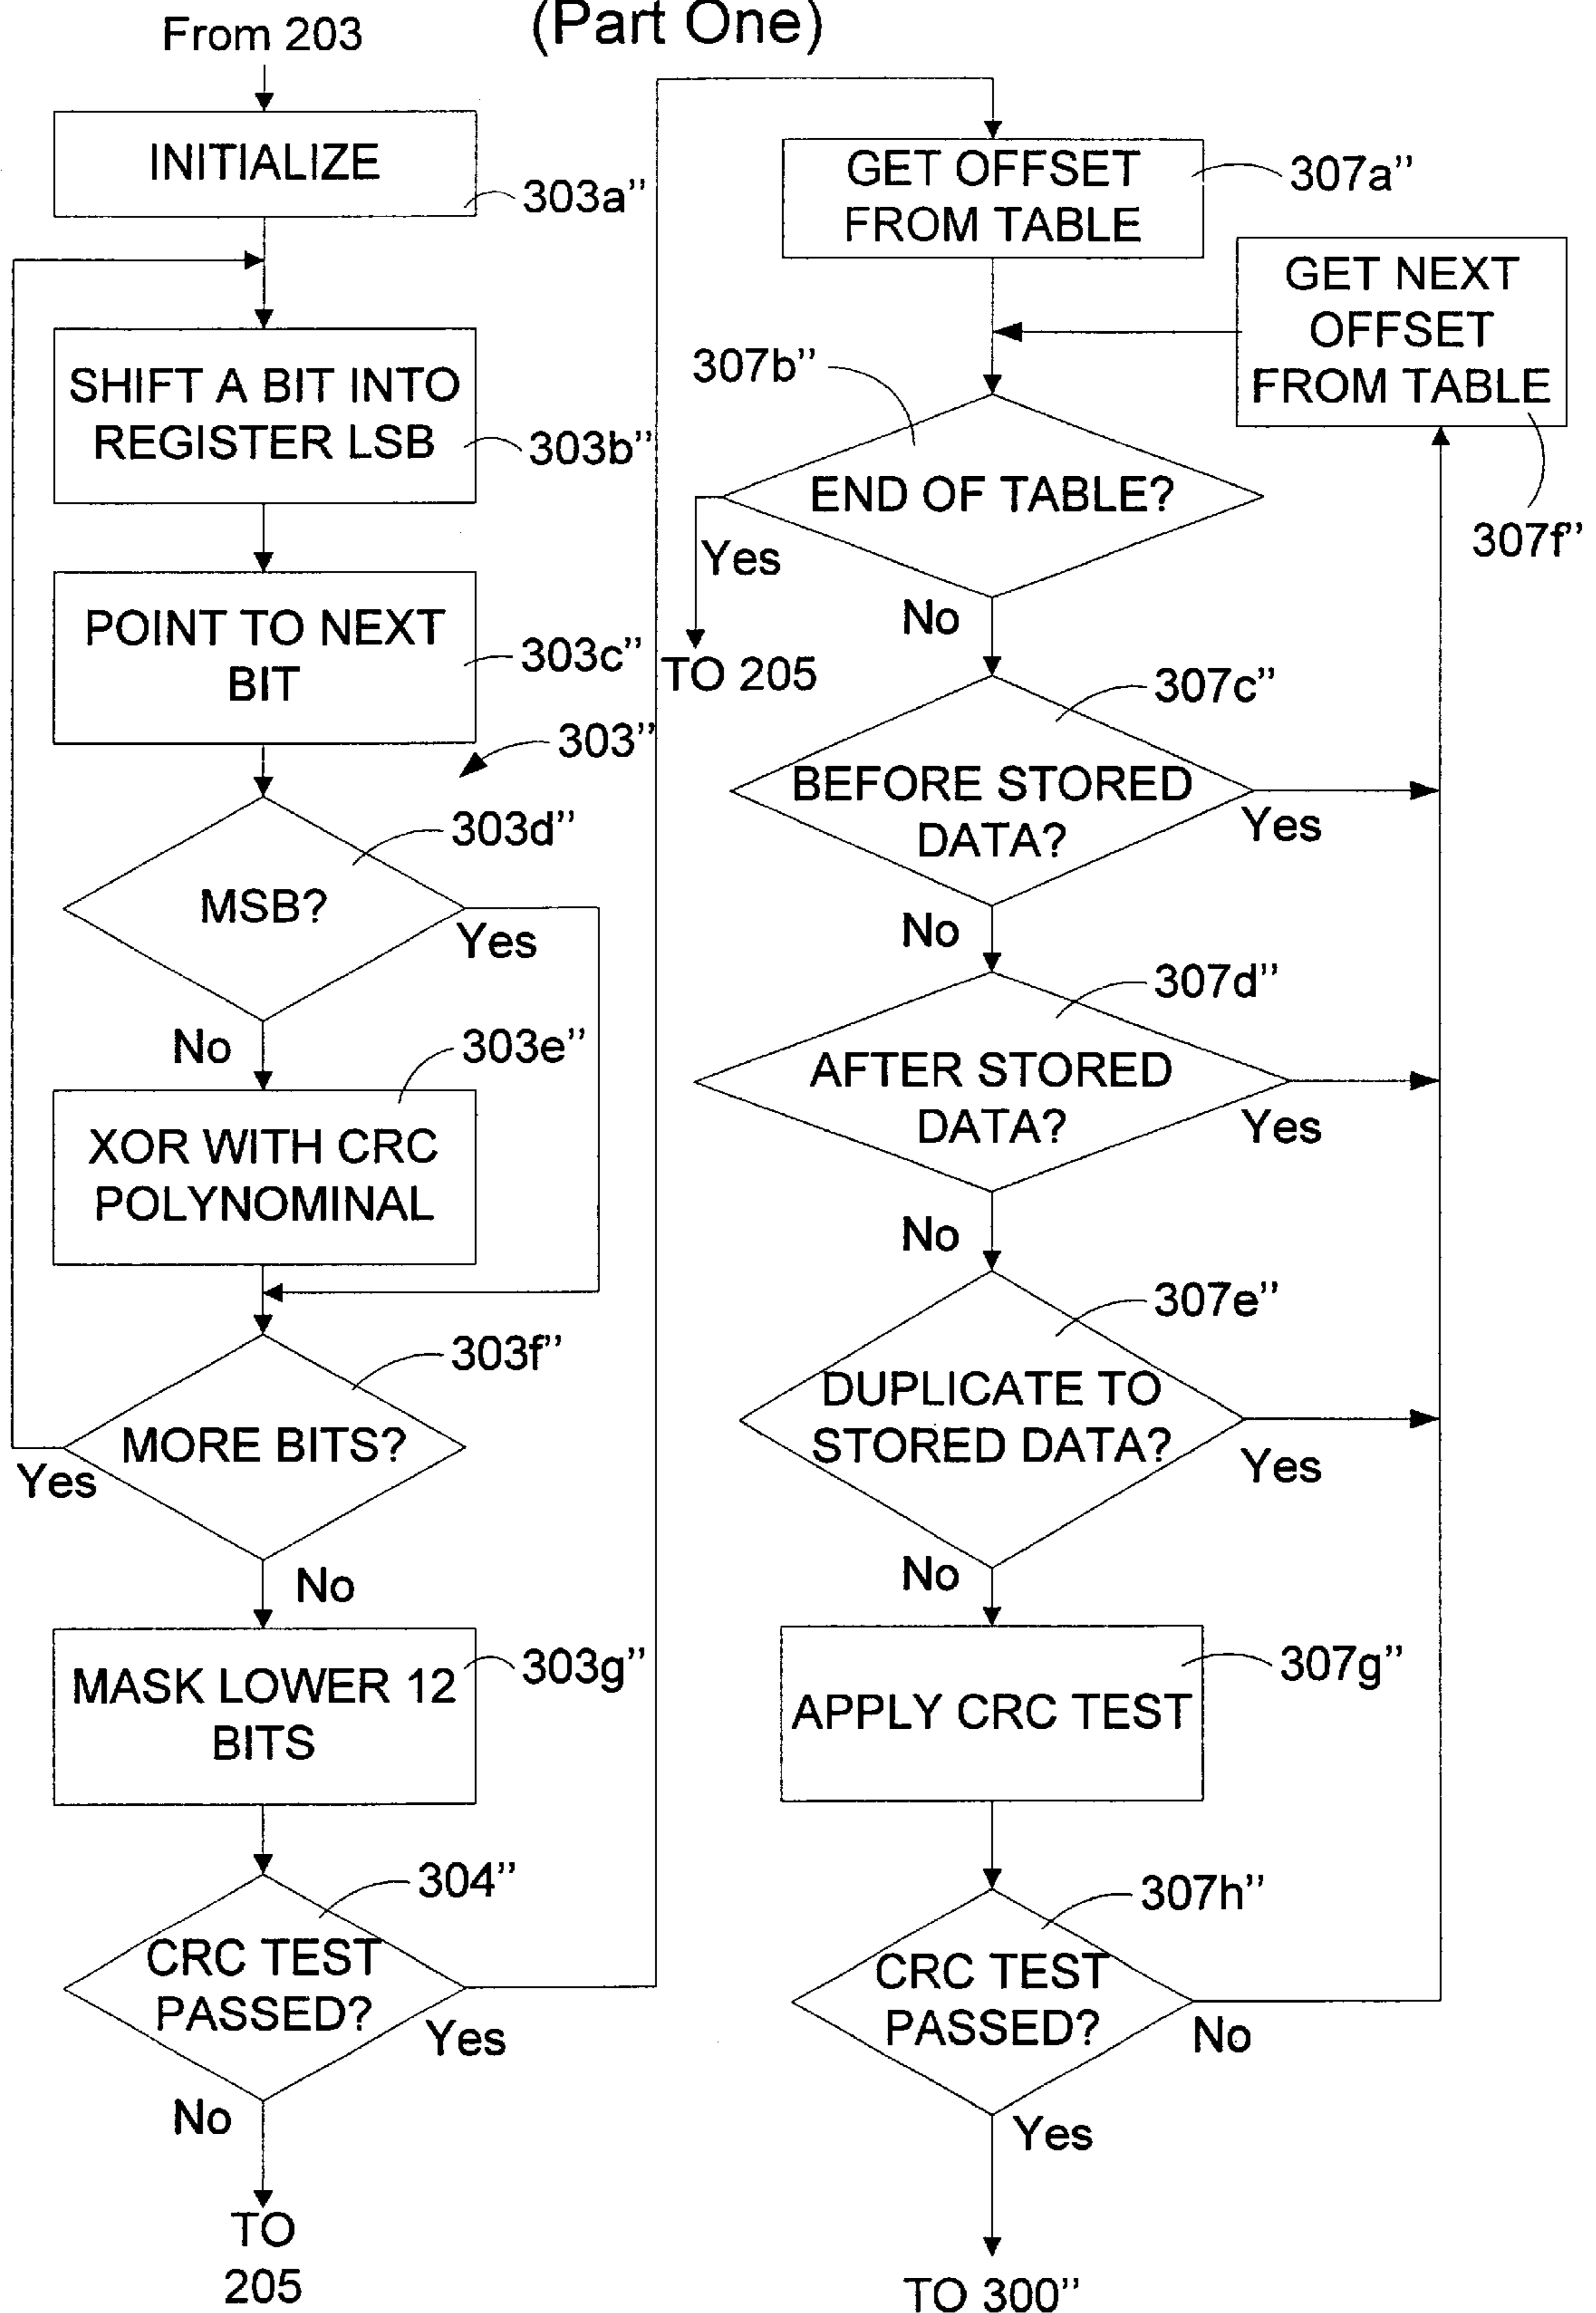 (Part One)
From 203
INITIALIZE
303a''
SHIFT A BIT INTO
REGISTER LSB
303b''
POINT TO NEXT
BIT
303c''
303''
303d''
MSB?
Yes
No
303e''
XOR WITH CRC
POLYNOMINAL
303f''
MORE BITS?
Yes
No
MASK LOWER 12
BITS
303g''
304''
CRC TEST
PASSED?
Yes
No
TO
205
GET OFFSET
FROM TABLE
307a''
GET NEXT
OFFSET
FROM TABLE
307f''
307b''
END OF TABLE?
Yes
TO 205
No
307c''
BEFORE STORED
DATA?
Yes
No
307d''
AFTER STORED
DATA?
Yes
No
307e''
DUPLICATE TO
STORED DATA?
Yes
No
307g''
APPLY CRC TEST
307h''
CRC TEST
PASSED?
No
Yes
TO 300''